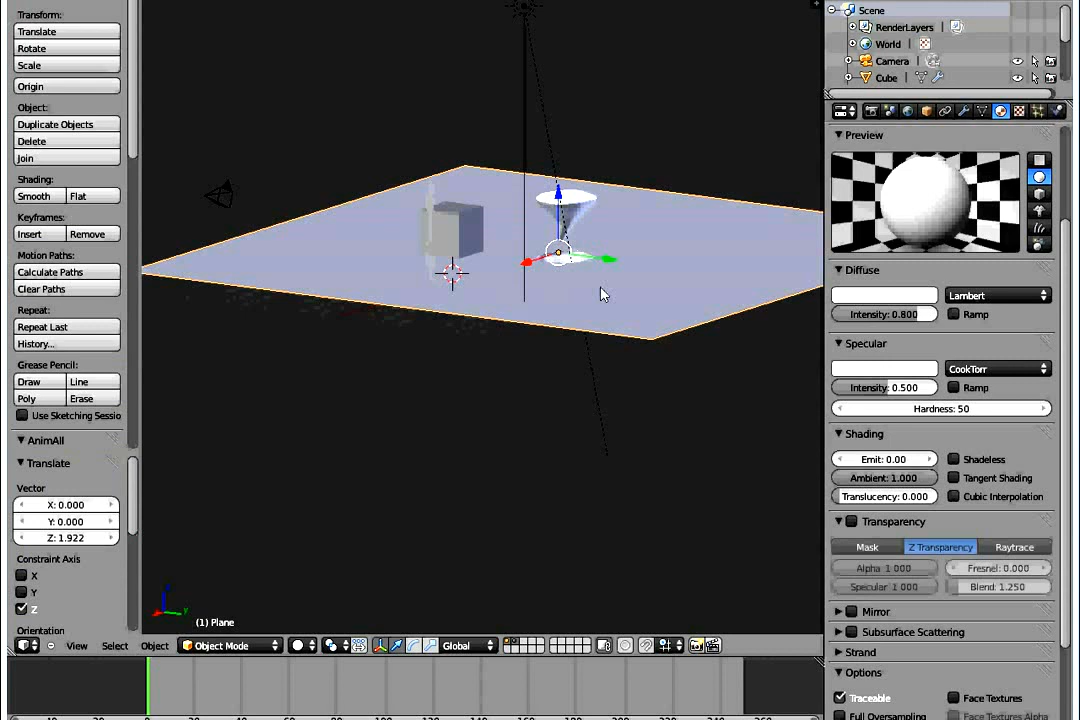 Transform:
Translate
Rotate
Scale
Origin
Object:
Duplicate Objects
Delete
Join
Shading:
Smooth Flat
Keyframes:
Insert Remove
Motion Paths:
Calculate Paths
Clear Paths
Repeat:
Repeat Last
History...
Grease Pencil:
Draw Line
Poly Erase
Use Sketching Sessio
AnimAll
Translate
Vector
X: 0.000
Y: 0.000
Z: 1.922
Constraint Axis
X
Y
Z
Orientation
(1) Plane
View Select Object Object Mode Global
Scene
RenderLayers
World
Camera
Cube
Preview
Diffuse
Lambert
Intensity: 0.800 Ramp
Specular
CookTorr
Intensity: 0.500 Ramp
Hardness: 50
Shading
Emit: 0.00 Shadeless
Ambient: 1.000 Tangent Shading
Translucency: 0.000 Cubic Interpolation
Transparency
Mask Z Transparency Raytrace
Alpha 1 000 Fresnel: 0.000
Specular 1 000 Blend: 1.250
Mirror
Subsurface Scattering
Strand
Options
Traceable Face Textures
Full Oversampling Face Textures Alpha